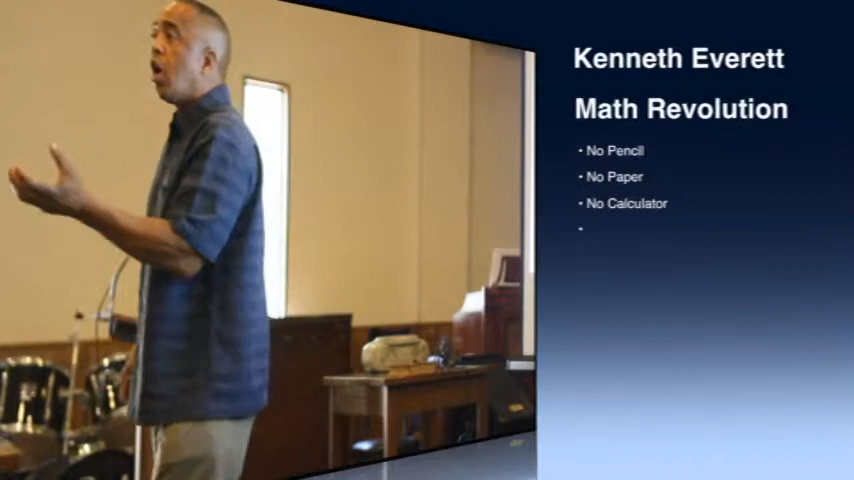 Kenneth Everett
Math Revolution
• No Pencil
• No Paper
• No Calculator
•